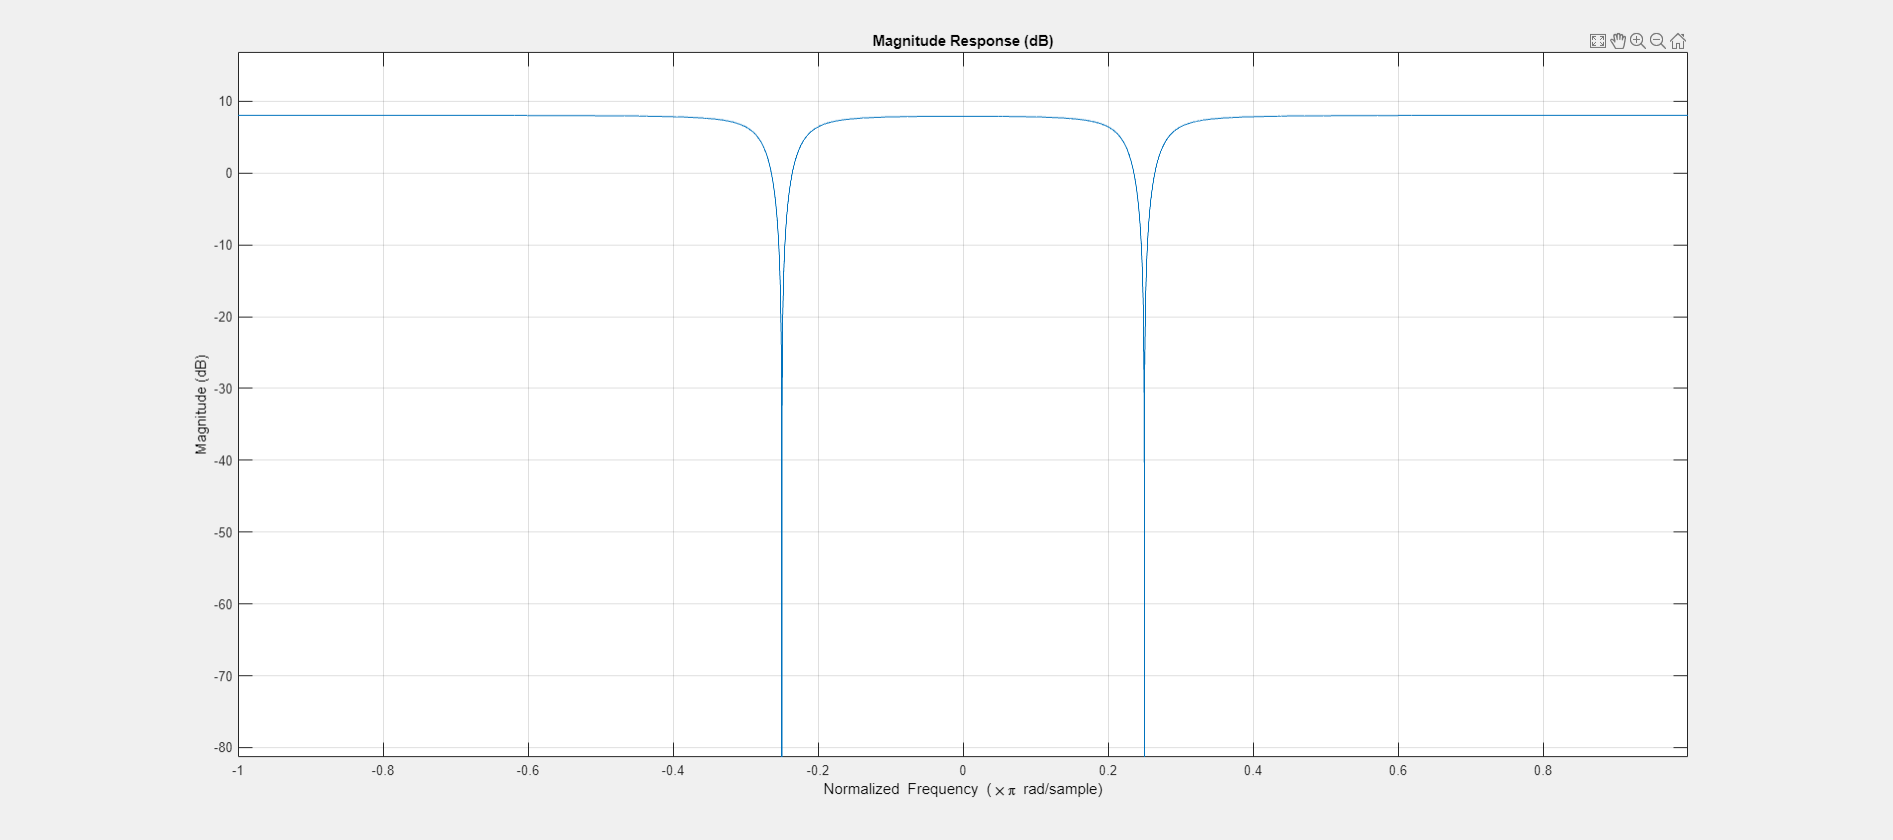 Magnitude Response (dB)
10
0
-10
-20
-30
-40
-50
-60
-70
-80
Magnitude (dB)
-1 -0.8 -0.6 -0.4 -0.2 0 0.2 0.4 0.6 0.8
Normalized Frequency (×π rad/sample)